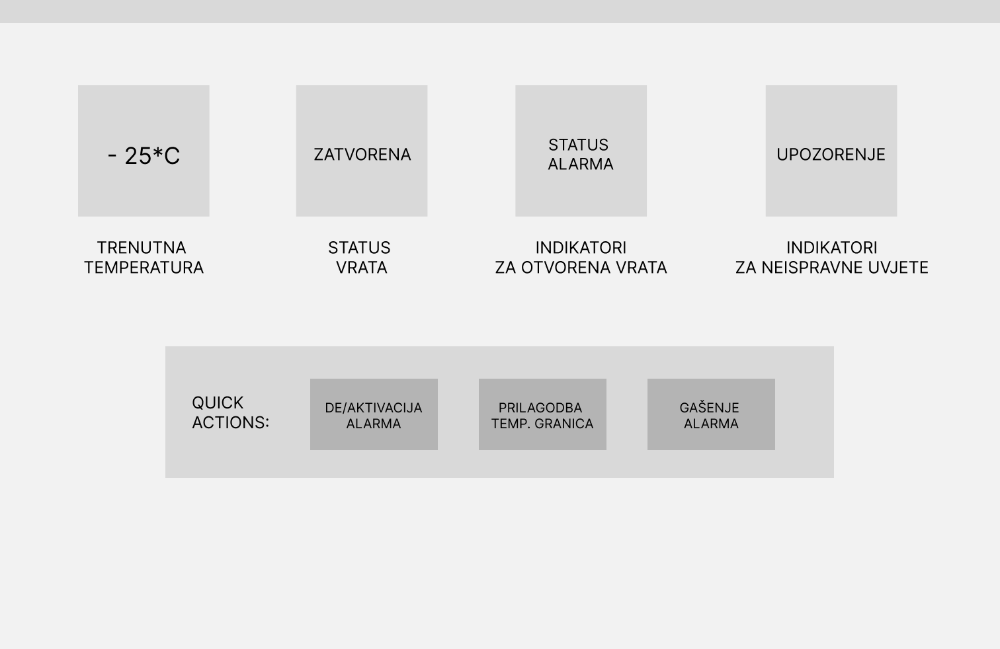 - 25*C
ZATVORENA
STATUS
ALARMA
UPOZORENJE
TRENUTNA
TEMPERATURA
STATUS
VRATA
INDIKATORI
ZA OTVORENA VRATA
INDIKATORI
ZA NEISPRAVNE UVJETE
QUICK
ACTIONS:
DE/AKTIVACIJA
ALARMA
PRILAGODBA
TEMP. GRANICA
GAŠENJE
ALARMA